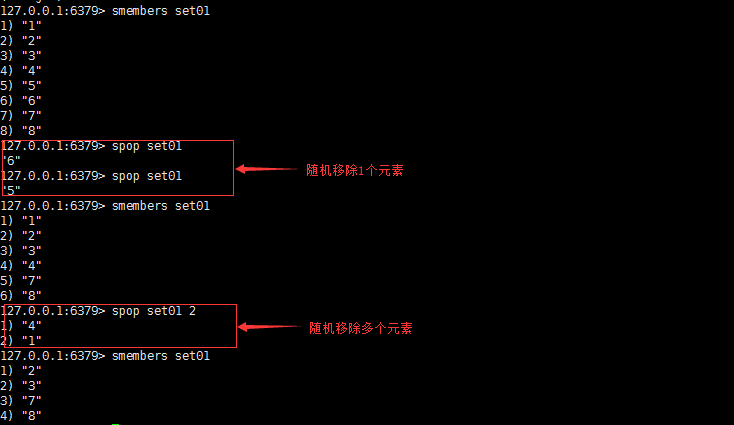 127.0.0.1:6379> smembers set01
1) "1"
2) "2"
3) "3"
4) "4"
5) "5"
6) "6"
7) "7"
8) "8"
127.0.0.1:6379> spop set01
"6"
随机移除1个元素
127.0.0.1:6379> spop set01
"5"
127.0.0.1:6379> smembers set01
1) "1"
2) "2"
3) "3"
4) "4"
5) "7"
6) "8"
127.0.0.1:6379> spop set01 2
1) "4"
随机移除多个元素
2) "1"
127.0.0.1:6379> smembers set01
1) "2"
2) "3"
3) "7"
4) "8"